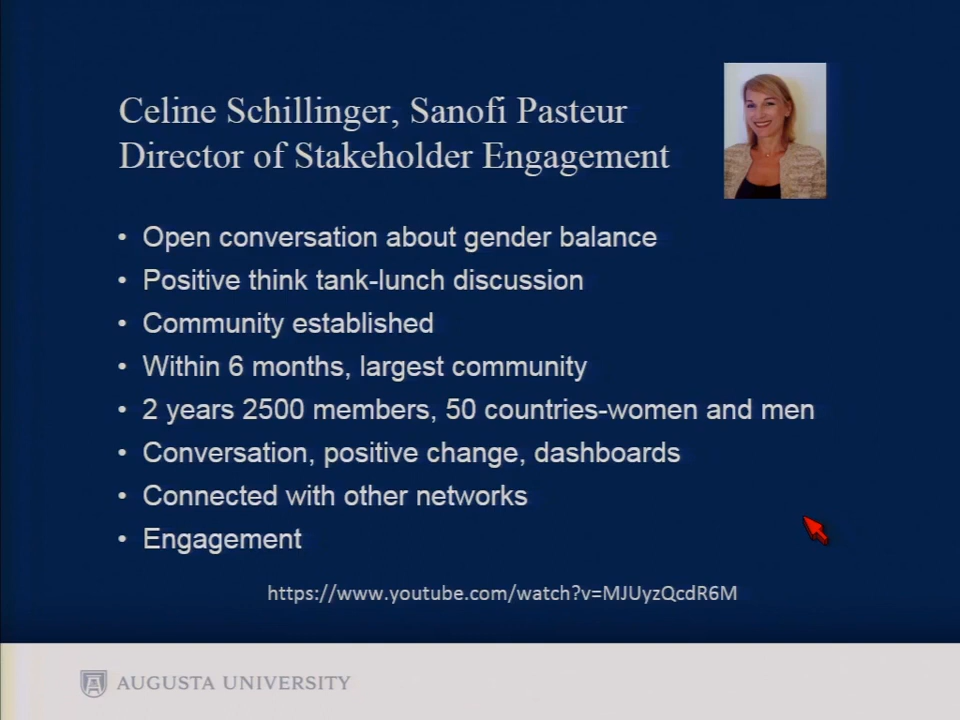 Celine Schillinger, Sanofi Pasteur
Director of Stakeholder Engagement
• Open conversation about gender balance
• Positive think tank-lunch discussion
• Community established
• Within 6 months, largest community
• 2 years 2500 members, 50 countries-women and men
• Conversation, positive change, dashboards
• Connected with other networks
• Engagement
https://www.youtube.com/watch?v=MJUyzQcdR6M
AUGUSTA UNIVERSITY